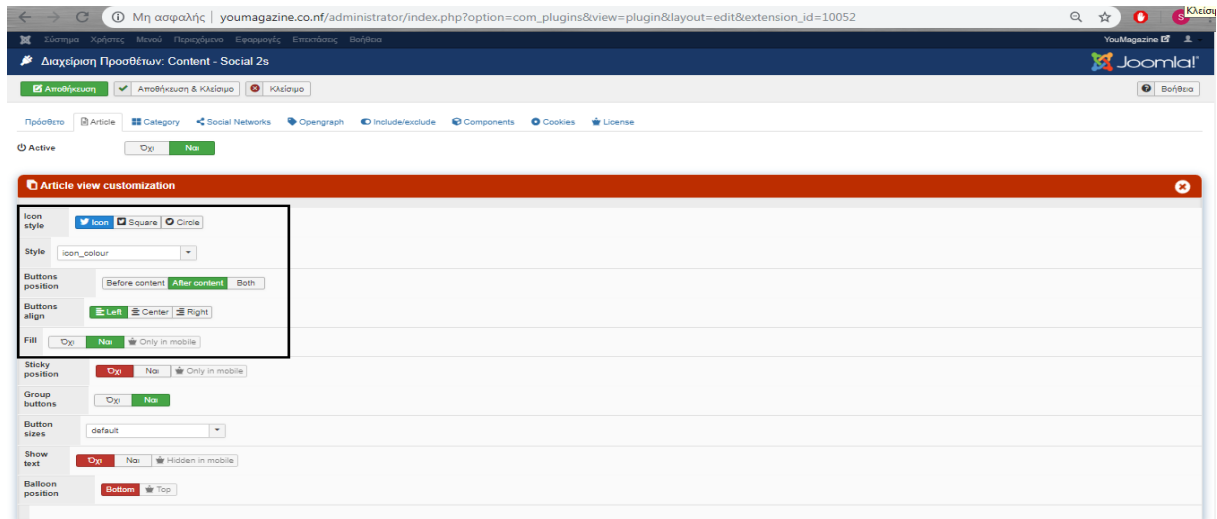 Μη ασφαλής | youmagazine.co.nf/administrator/index.php?option=com_plugins&view=plugin&layout=edit&extension_id=10052
Σύστημα Χρήστες Μενού Περιεχόμενο Εφαρμογές Επεκτάσεις Βοήθεια YouMagazine
Διαχείριση Προσθέτων: Content - Social 2s Joomla!
Αποθήκευση Αποθήκευση & Κλείσιμο Κλείσιμο Βοήθεια
Πρόσθετο Article Category Social Networks Opengraph Include/exclude Components Cookies License
Active Όχι Ναι
Article view customization
Icon style Icon Square Circle
Style icon_colour
Buttons position Before content After content Both
Buttons align Left Center Right
Fill Όχι Ναι Only in mobile
Sticky position Όχι Ναι Only in mobile
Group buttons Όχι Ναι
Button sizes default
Show text Όχι Ναι Hidden in mobile
Balloon position Bottom Top